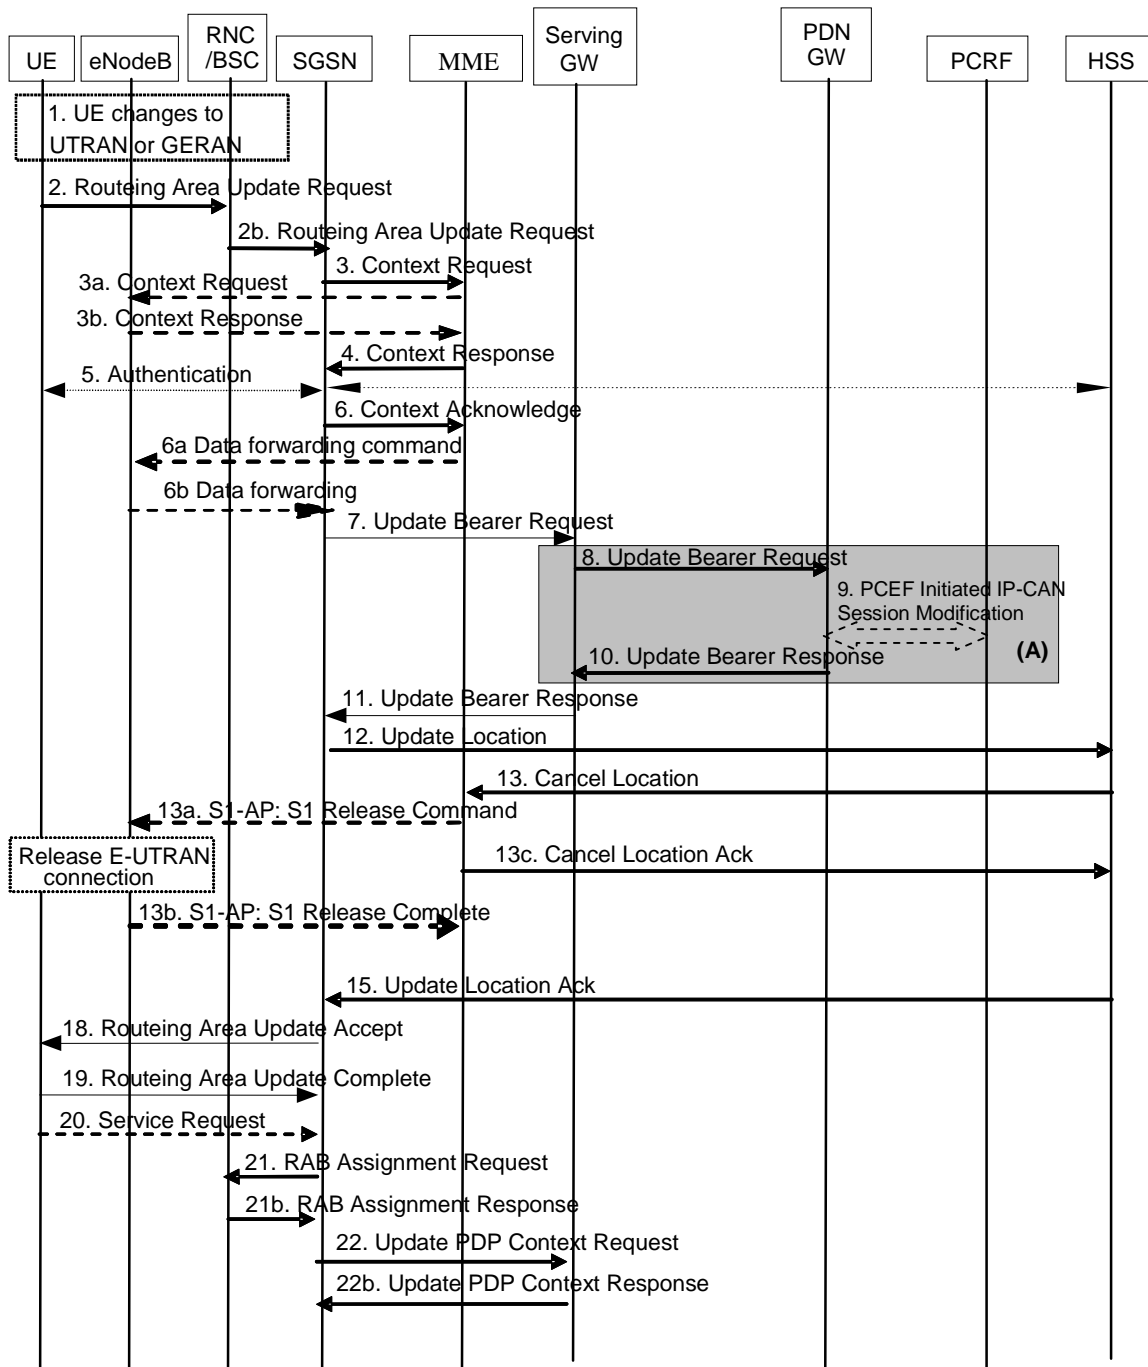 UE
eNodeB
RNC
/BSC
SGSN
MME
Serving
GW
PDN
GW
PCRF
HSS
1. UE changes to
UTRAN or GERAN
2. Routeing Area Update Request
2b. Routeing Area Update Request
3. Context Request
3a. Context Request
3b. Context Response
4. Context Response
5. Authentication
6. Context Acknowledge
6a Data forwarding command
6b Data forwarding
7. Update Bearer Request
8. Update Bearer Request
9. PCEF Initiated IP-CAN
Session Modification
(A)
10. Update Bearer Response
11. Update Bearer Response
12. Update Location
13. Cancel Location
13a. S1-AP: S1 Release Command
Release E-UTRAN
connection
13c. Cancel Location Ack
13b. S1-AP: S1 Release Complete
15. Update Location Ack
18. Routeing Area Update Accept
19. Routeing Area Update Complete
20. Service Request
21. RAB Assignment Request
21b. RAB Assignment Response
22. Update PDP Context Request
22b. Update PDP Context Response